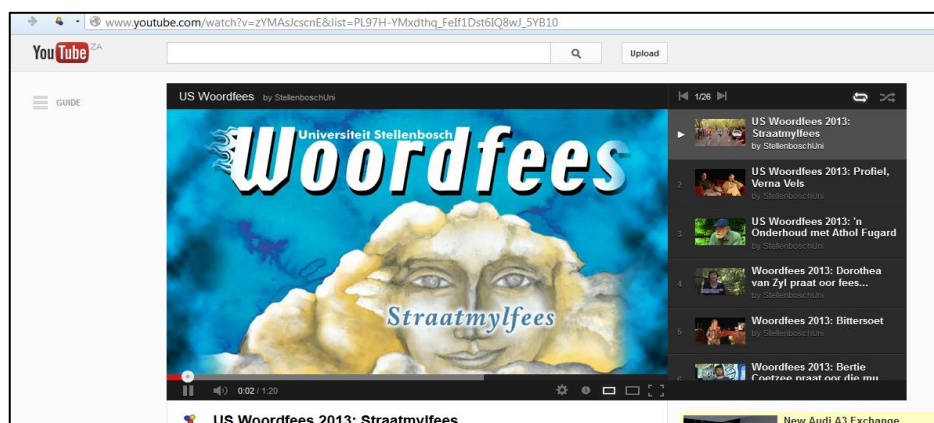 www.youtube.com/watch?v=zYMAsJcscnE&list=PL97H-YMxdthq_FeIf1Dst6IQ8wJ_5YB10
YouTube ZA
Upload
GUIDE
US Woordfees by StellenboschUni
1/26
Universiteit Stellenbosch
Woordfees
Straatmylfees
0:02 / 1:20
US Woordfees 2013:
Straatmylfees
by StellenboschUni
2
US Woordfees 2013: Profiel,
Verna Vels
by StellenboschUni
3
US Woordfees 2013: 'n
Onderhoud met Athol Fugard
by StellenboschUni
4
Woordfees 2013: Dorothea
van Zyl praat oor fees...
by StellenboschUni
5
Woordfees 2013: Bittersoet
by StellenboschUni
6
Woordfees 2013: Bertie
Coetzee praat oor die mu
US Woordfees 2013: Straatmylfees
New Audi A3 Exchange